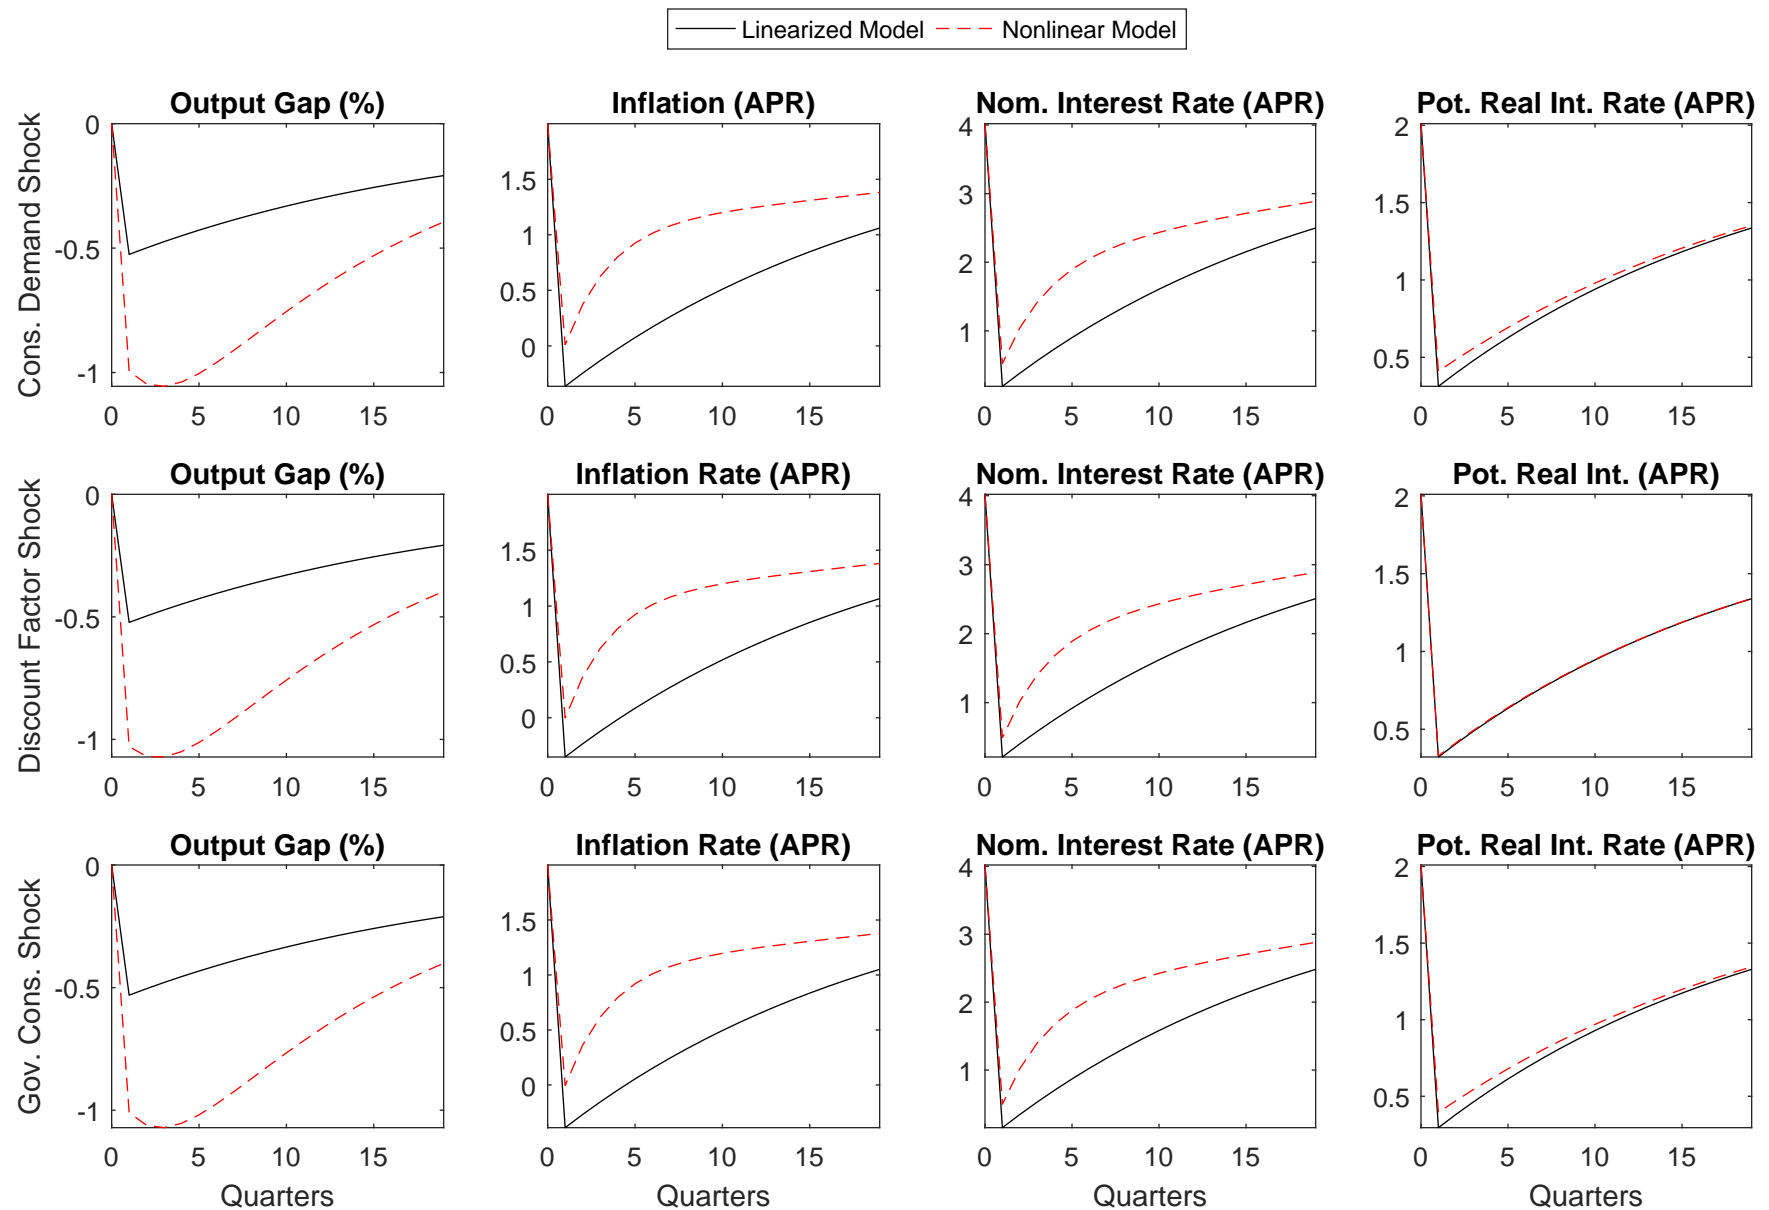 Linearized Model Nonlinear Model
Output Gap (%) Inflation (APR) Nom. Interest Rate (APR) Pot. Real Int. Rate (APR)
Cons. Demand Shock
0 -0.5 -1
0 5 10 15
1.5 1 0.5 0
0 5 10 15
4 3 2 1
0 5 10 15
2 1.5 1 0.5
0 5 10 15
Output Gap (%) Inflation Rate (APR) Nom. Interest Rate (APR) Pot. Real Int. (APR)
Discount Factor Shock
0 -0.5 -1
0 5 10 15
1.5 1 0.5 0
0 5 10 15
4 3 2 1
0 5 10 15
2 1.5 1 0.5
0 5 10 15
Output Gap (%) Inflation Rate (APR) Nom. Interest Rate (APR) Pot. Real Int. Rate (APR)
Gov. Cons. Shock
0 -0.5 -1
0 5 10 15
1.5 1 0.5 0
0 5 10 15
4 3 2 1
0 5 10 15
2 1.5 1 0.5
0 5 10 15
Quarters Quarters Quarters Quarters